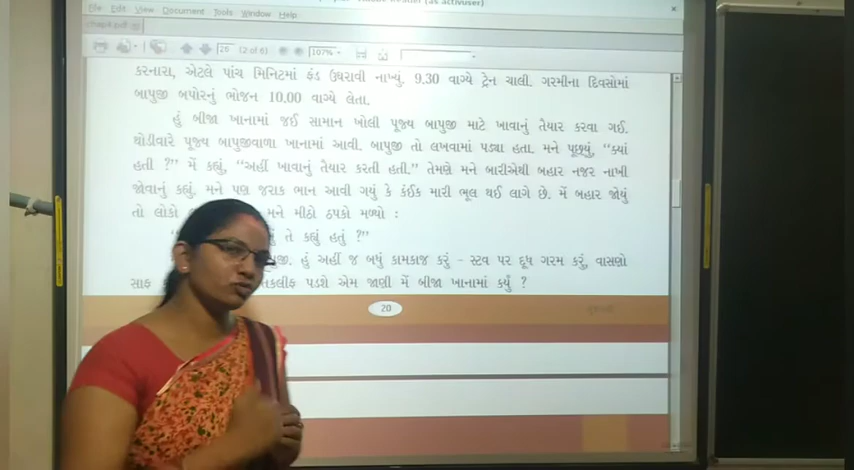 (as activuser)
File Edit View Document Tools Window Help
20 (2 of 6) 107%
કરનારા, એટલે પાંચ મિનિટમાં ફંડ ઉઘરાવી નાખ્યું. 9.30 વાગ્યે ટ્રેન ચાલી. ગરમીના દિવસોમાં
બાપુજી બપોરનું ભોજન 10.00 વાગ્યે લેતા.
હું બીજા ખાનામાં જઈ સામાન ખોલી પૂજ્ય બાપુજી માટે ખાવાનું તૈયાર કરવા ગઈ.
થોડીવારે પૂજ્ય બાપુજીવાળા ખાનામાં આવી. બાપુજી તો લખવામાં પડ્યા હતા. મને પૂછ્યું, “ક્યાં
હતી ?” મેં કહ્યું, “અહીં ખાવાનું તૈયાર કરતી હતી.” તેમણે મને બારીએથી બહાર નજર નાખી
જોવાનું કહ્યું. મને પણ જરાક ભાન આવી ગયું કે કંઈક મારી ભૂલ થઈ લાગે છે. મેં બહાર જોયું
તો લોકો મને મીઠો ઠપકો મળ્યો :
તે કહ્યું હતું ?”
હું અહીં જ બધું કામકાજ કરું – સ્ટવ પર દૂધ ગરમ કરું, વાસણો
સાફ તકલીફ પડશે એમ જાણી મેં બીજા ખાનામાં કર્યું ?
20